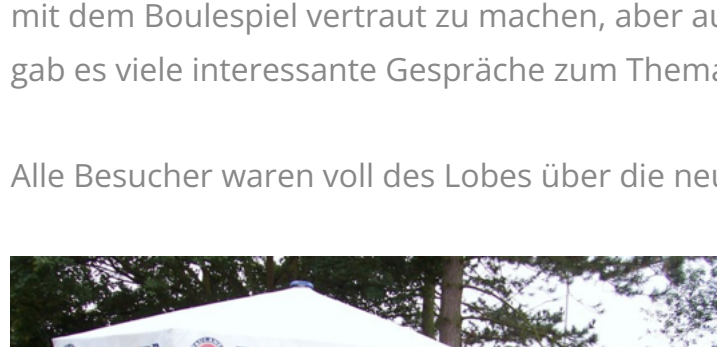 mit dem Boulespiel vertraut zu machen, aber
gab es viele interessante Gespräche zum Thema
Alle Besucher waren voll des Lobes über die